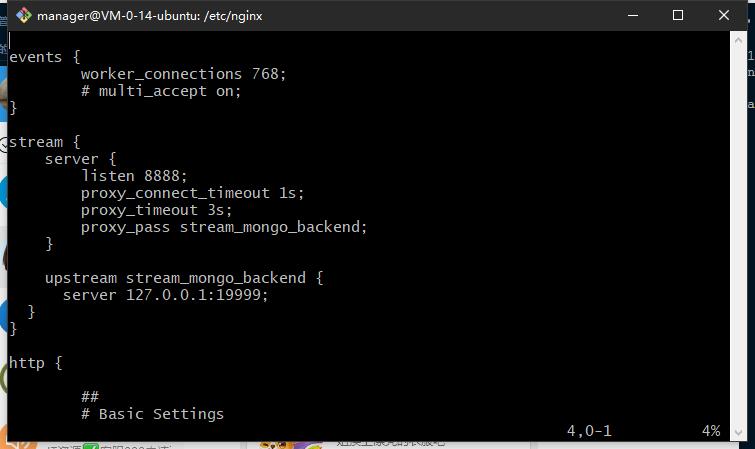 manager@VM-0-14-ubuntu: /etc/nginx
events {
        worker_connections 768;
        # multi_accept on;
}
stream {
    server {
        listen 8888;
        proxy_connect_timeout 1s;
        proxy_timeout 3s;
        proxy_pass stream_mongo_backend;
    }
    upstream stream_mongo_backend {
      server 127.0.0.1:19999;
  }
}
http {
        ##
        # Basic Settings
4,0-1 4%